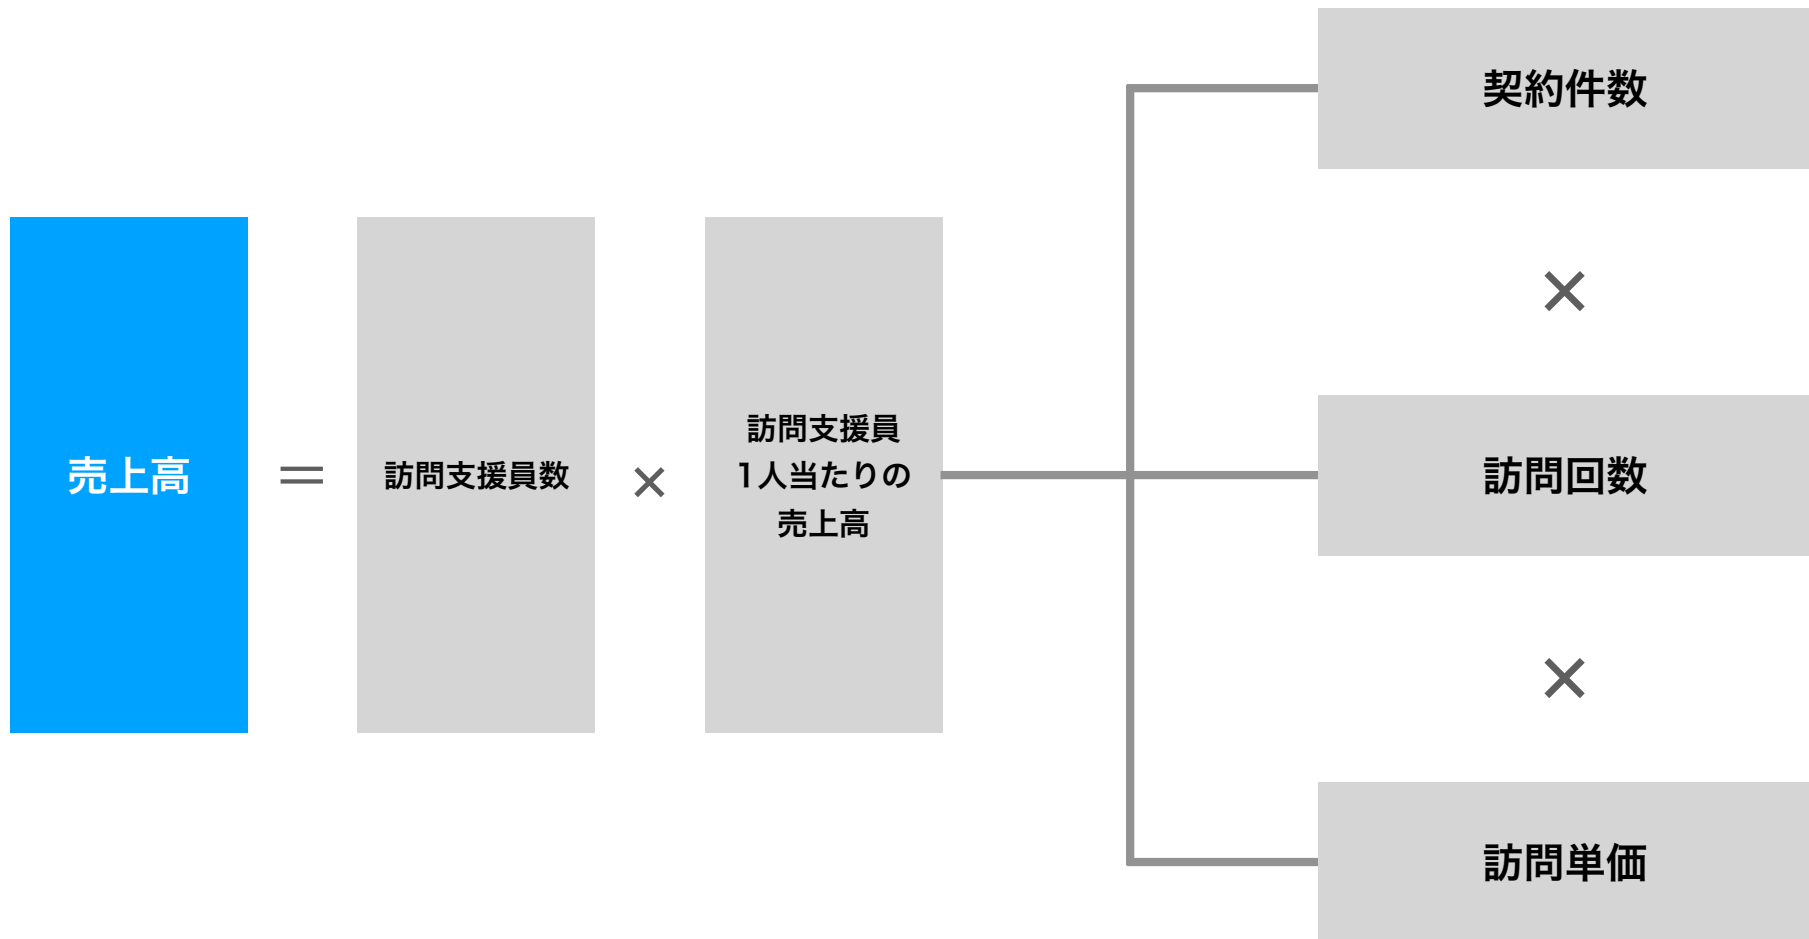 売上高
＝
訪問支援員数
×
訪問支援員
1人当たりの
売上高
契約件数
×
訪問回数
×
訪問単価